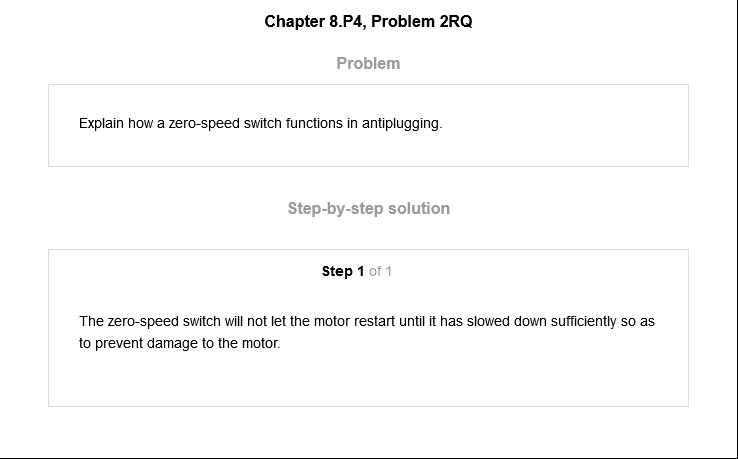 Chapter 8.P4, Problem 2RQ
Problem
Explain how a zero-speed switch functions in antiplugging.
Step-by-step solution
Step 1 of 1
The zero-speed switch will not let the motor restart until it has slowed down sufficiently so as
to prevent damage to the motor.